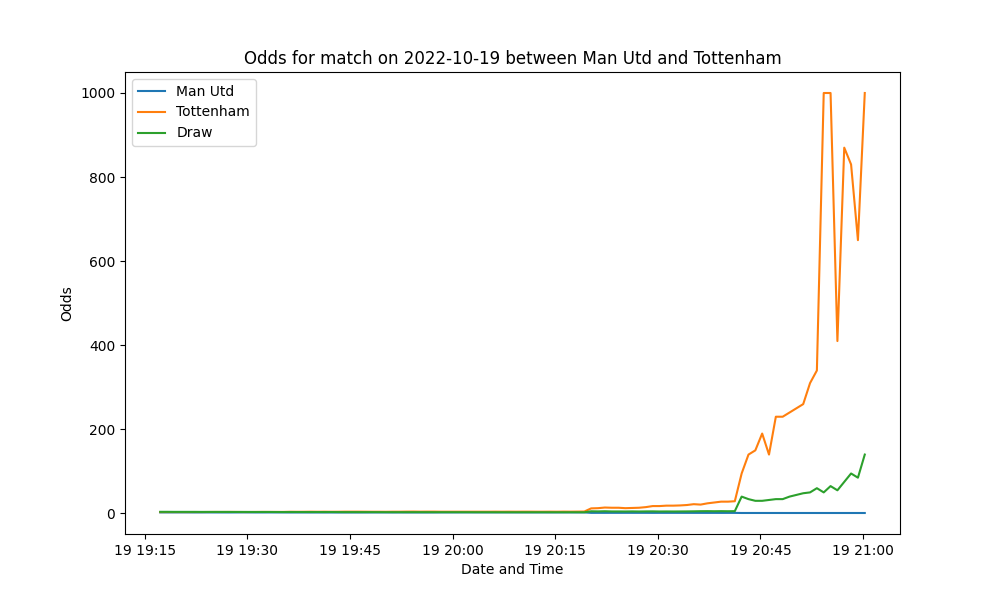 Odds for match on 2022-10-19 between Man Utd and Tottenham
Man Utd
Tottenham
Draw
1000
800
600
400
200
0
Odds
19 19:15 19 19:30 19 19:45 19 20:00 19 20:15 19 20:30 19 20:45 19 21:00
Date and Time